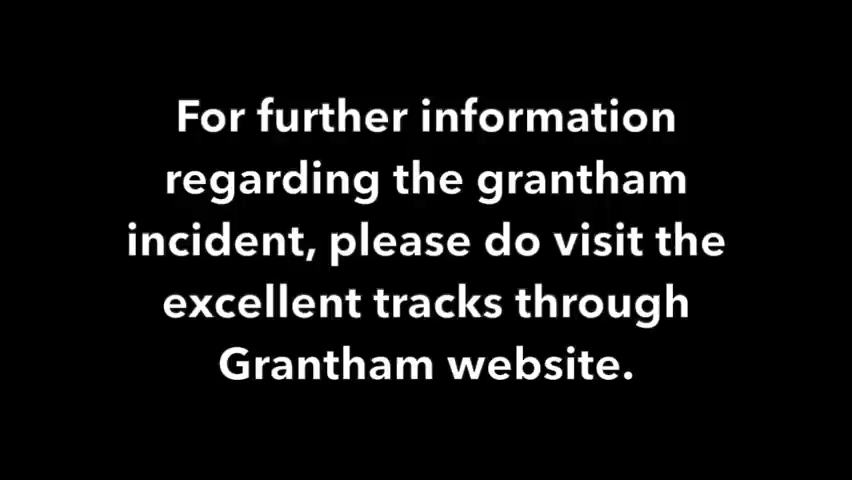 For further information
regarding the grantham
incident, please do visit the
excellent tracks through
Grantham website.